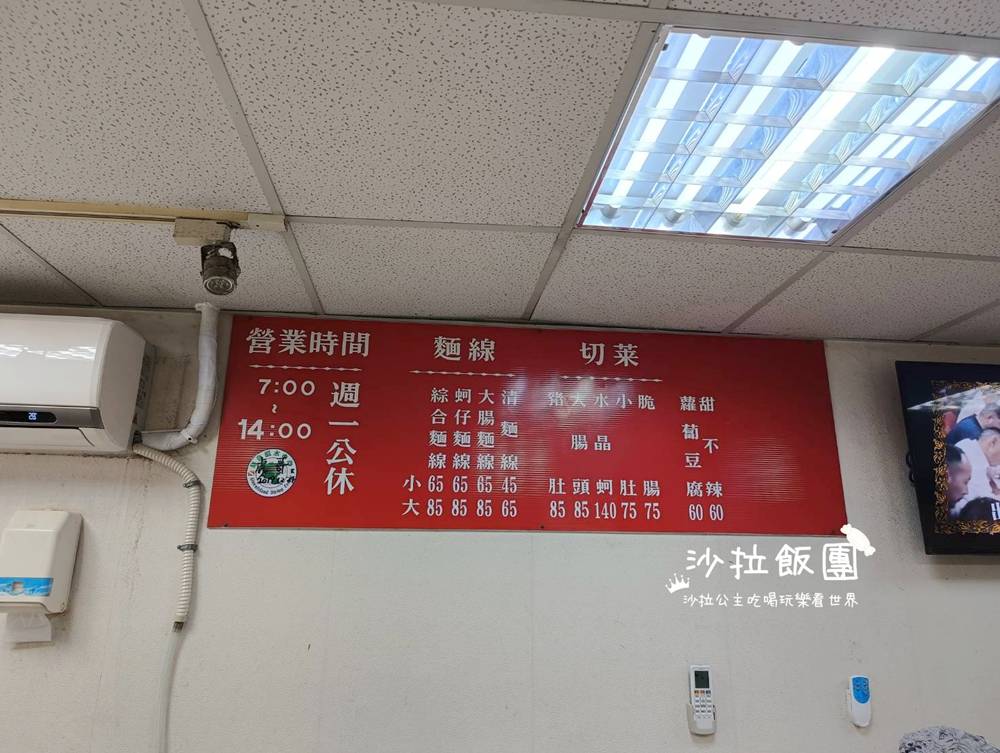 營業時間
7:00
~
14:00
週一公休
麵線
小
大
綜合麵線 65 85
蚵仔麵線 65 85
大腸麵線 65 85
清麵線 45 65
切菜
豬肚 85
大腸頭 85
水晶蚵 140
小肚 75
脆腸 75
蘿蔔豆腐 60
甜不辣 60
沙拉飯團
沙拉公主吃喝玩樂看世界